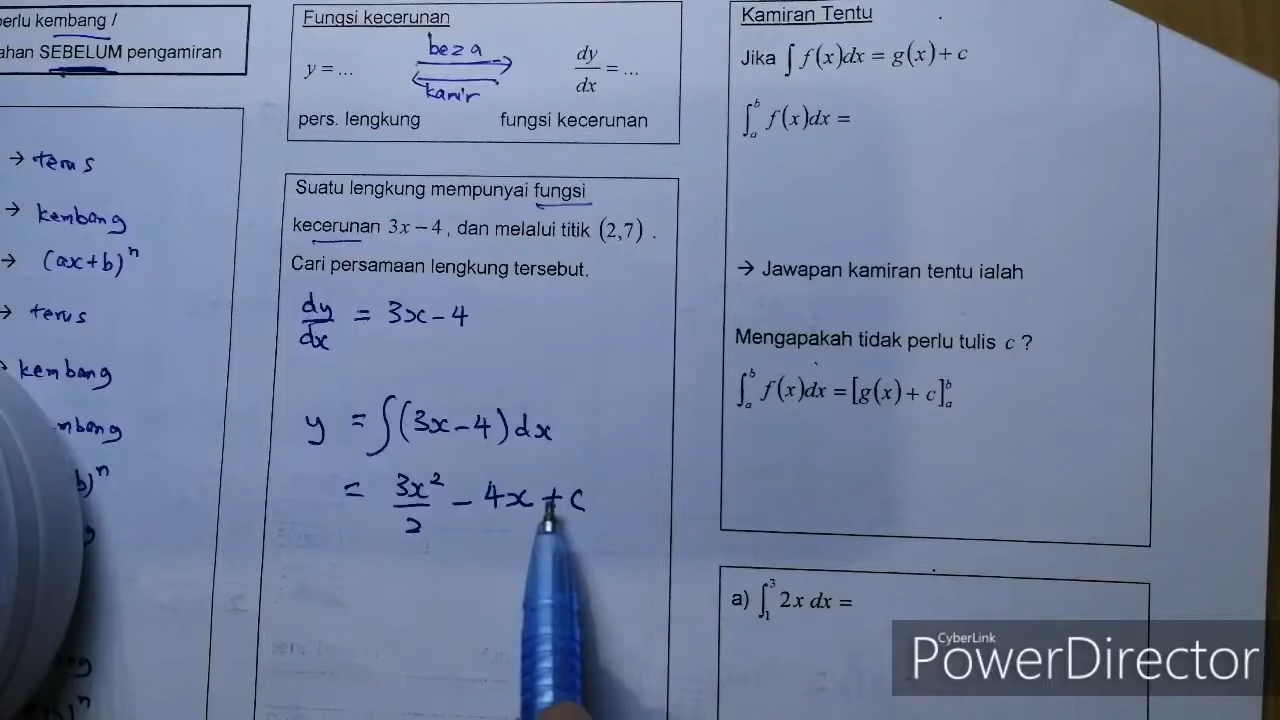 perlu kembang /
ahan SEBELUM pengamiran
→ terus
→ kembang
→ (ax+b)ⁿ
→ terus
kembang
mbang
b)ⁿ
Fungsi kecerunan
y = ... beza dy/dx = ...
kamir
pers. lengkung fungsi kecerunan
Suatu lengkung mempunyai fungsi
kecerunan 3x − 4 , dan melalui titik (2,7) .
Cari persamaan lengkung tersebut.
dy/dx = 3x − 4
y = ∫(3x−4) dx
= 3x²/2 − 4x + c
Kamiran Tentu
Jika ∫ f(x)dx = g(x) + c
∫ₐᵇ f(x)dx =
→ Jawapan kamiran tentu ialah
Mengapakah tidak perlu tulis c ?
∫ₐᵇ f(x)dx = [g(x) + c]ₐᵇ
a) ∫₁³ 2x dx =
CyberLink
PowerDirector